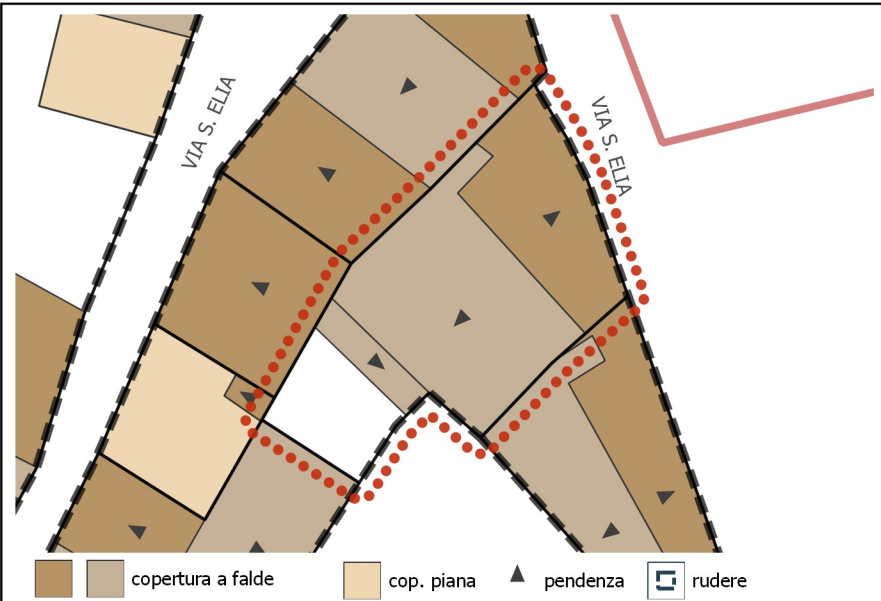 VIA S. ELIA
VIA S. ELIA
copertura a falde
cop. piana
pendenza
rudere